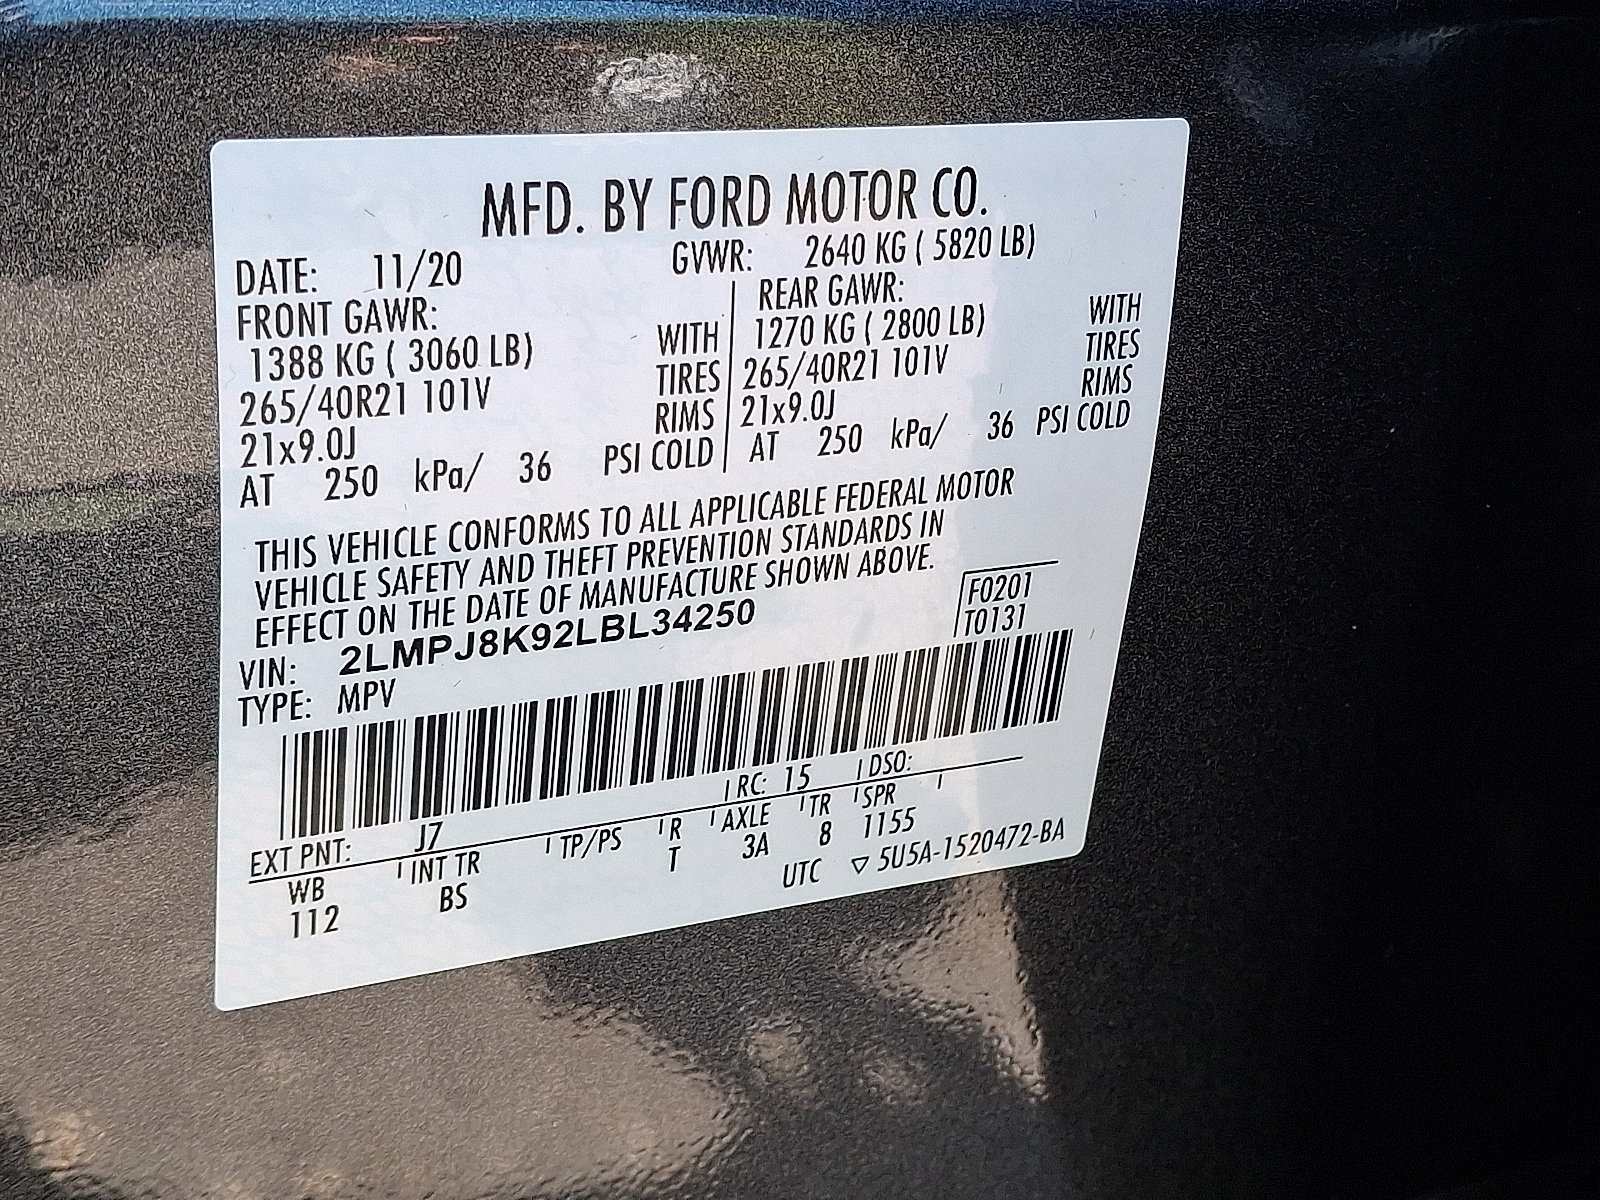 MFD. BY FORD MOTOR CO.
DATE: 11/20 GVWR: 2640 KG ( 5820 LB)
FRONT GAWR: REAR GAWR:
1388 KG ( 3060 LB) WITH 1270 KG ( 2800 LB) WITH
265/40R21 101V TIRES 265/40R21 101V TIRES
21x9.0J RIMS 21x9.0J RIMS
AT 250 kPa/ 36 PSI COLD AT 250 kPa/ 36 PSI COLD
THIS VEHICLE CONFORMS TO ALL APPLICABLE FEDERAL MOTOR
VEHICLE SAFETY AND THEFT PREVENTION STANDARDS IN
EFFECT ON THE DATE OF MANUFACTURE SHOWN ABOVE.
F0201
VIN: 2LMPJ8K92LBL34250 T0131
TYPE: MPV
EXT PNT: J7 RC: 15 DSO:
WB INT TR TP/PS R AXLE TR SPR
112 BS T 3A 8 1155
UTC ▽ 5U5A-1520472-BA